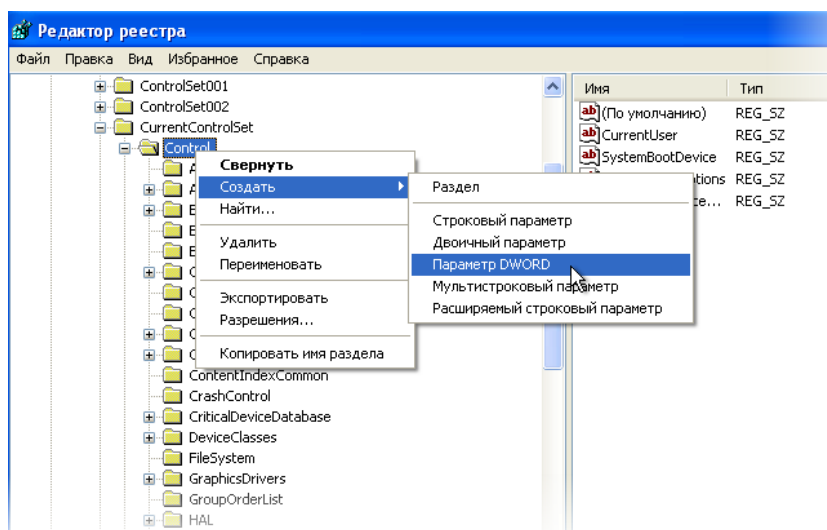 Редактор реестра
Файл Правка Вид Избранное Справка
ControlSet001
ControlSet002
CurrentControlSet
Control
Свернуть
Создать
Найти...
Удалить
Переименовать
Экспортировать
Разрешения...
Копировать имя раздела
Раздел
Строковый параметр
Двоичный параметр
Параметр DWORD
Мультистроковый параметр
Расширяемый строковый параметр
ContentIndexCommon
CrashControl
CriticalDeviceDatabase
DeviceClasses
FileSystem
GraphicsDrivers
GroupOrderList
HAL
Имя Тип
(По умолчанию) REG_SZ
CurrentUser REG_SZ
SystemBootDevice REG_SZ
REG_SZ
REG_SZ